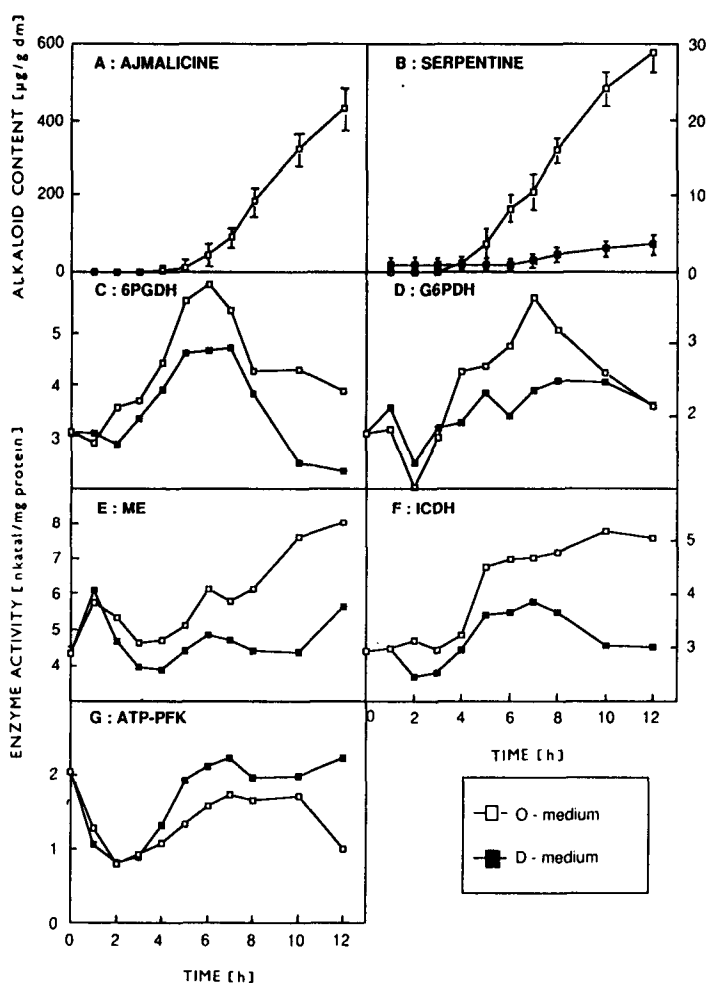 ALKALOID CONTENT [µg/g dm]
600
400
200
0
A : AJMALICINE
B : SERPENTINE
30
20
10
0
ENZYME ACTIVITY [nkatal/mg protein]
C : 6PGDH
5
4
3
D : G6PDH
3
2
E : ME
8
7
6
5
4
F : ICDH
5
4
3
0 2 4 6 8 10 12
TIME [h]
G : ATP-PFK
2
1
0
0 2 4 6 8 10 12
TIME [h]
O - medium
D - medium